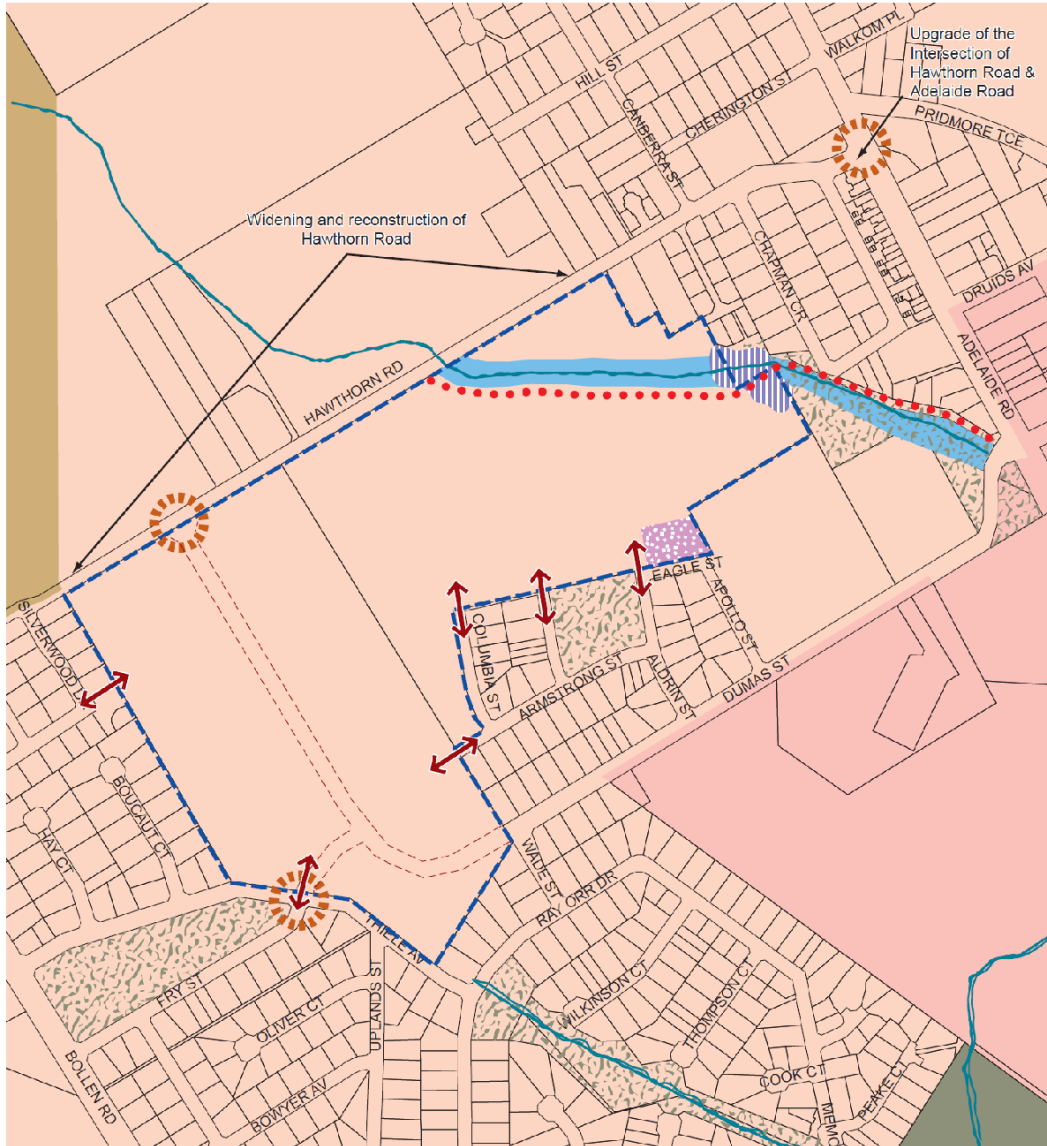 Upgrade of the
Intersection of
Hawthorn Road &
Adelaide Road
WALKOM PL
HILL ST
CHERINGTON ST
CANBERRA ST
PRIDMORE TCE
Widening and reconstruction of
Hawthorn Road
CHAPMAN CR
DRUIDS AV
ADELAIDE RD
HAWTHORN RD
EAGLE ST
SILVERWOOD
COLUMBIA ST
APOLLO ST
ARMSTRONG ST
ALDRIN ST
DUMAS ST
BOUCAUT CT
HAY CT
WADE ST
RAY ORR DR
THIELE AV
FRY ST
UPLANDS ST
WILKINSON CT
OLIVER CT
THOMPSON CT
BOLLEN RD
COOK CT
BOWYER AV
PEAKE CT
MEMO